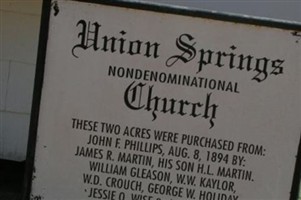 Union Springs
NONDENOMINATIONAL
Church
THESE TWO ACRES WERE PURCHASED FROM:
JOHN F. PHILLIPS, AUG. 8, 1894 BY:
JAMES R. MARTIN, HIS SON H.L. MARTIN,
WILLIAM GLEASON, W.W. KAYLOR,
W.D. CROUCH, GEORGE W. HOLIDAY,